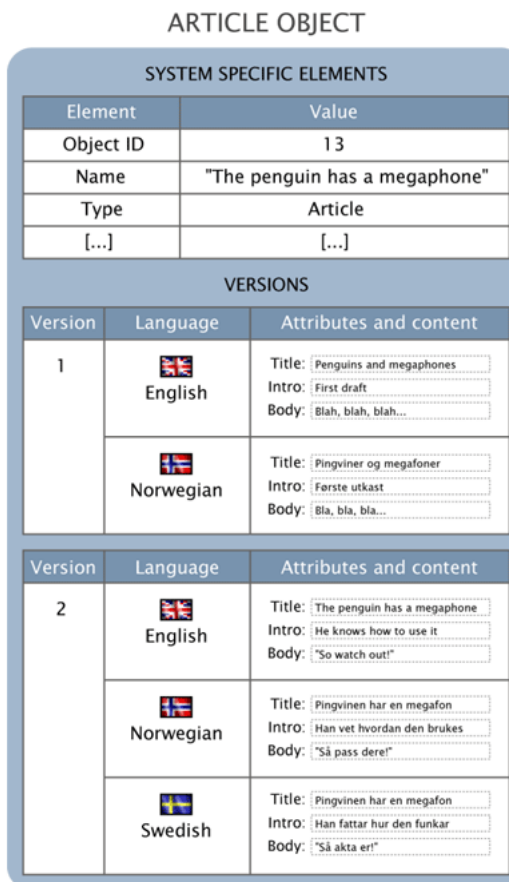 ARTICLE OBJECT
SYSTEM SPECIFIC ELEMENTS
Element Value
Object ID 13
Name "The penguin has a megaphone"
Type Article
[...] [...]
VERSIONS
Version Language Attributes and content
1 English
Title: Penguins and megaphones
Intro: First draft
Body: Blah, blah, blah...
Norwegian
Title: Pingviner og megafoner
Intro: Første utkast
Body: Bla, bla, bla...
Version Language Attributes and content
2 English
Title: The penguin has a megaphone
Intro: He knows how to use it
Body: "So watch out!"
Norwegian
Title: Pingvinen har en megafon
Intro: Han vet hvordan den brukes
Body: "Så pass dere!"
Swedish
Title: Pingvinen har en megafon
Intro: Han fattar hur den funkar
Body: "Så akta er!"